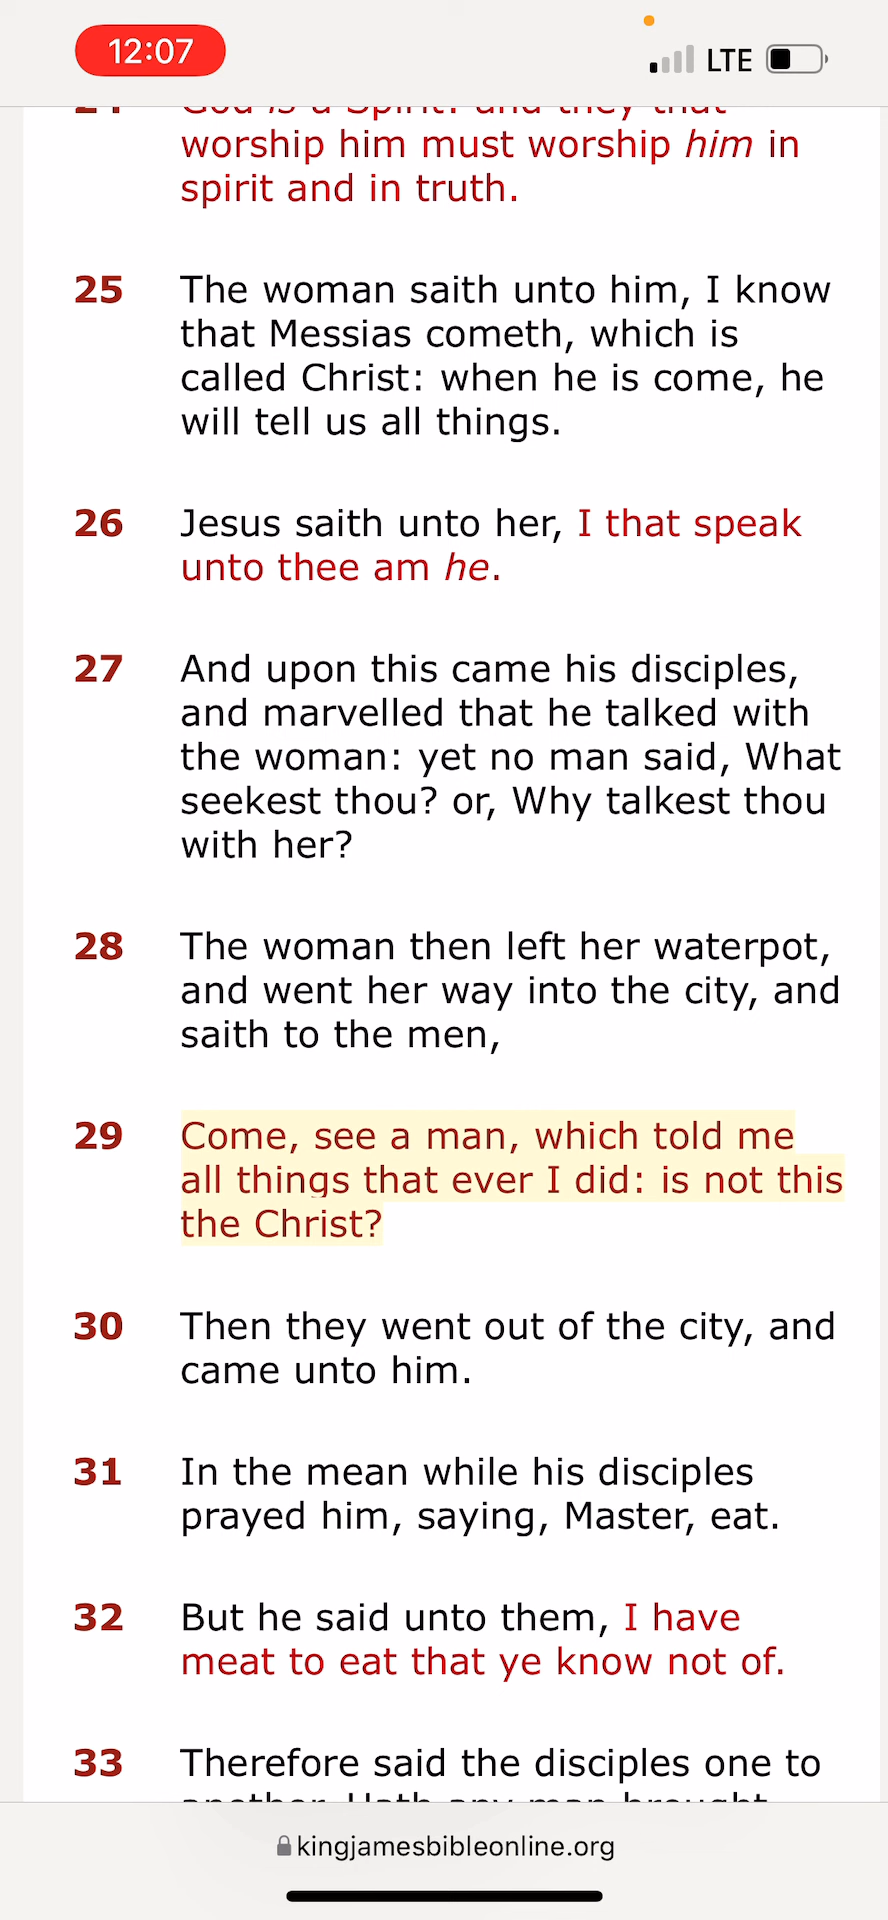 12:07
LTE
worship him must worship him in
spirit and in truth.
25 The woman saith unto him, I know
that Messias cometh, which is
called Christ: when he is come, he
will tell us all things.
26 Jesus saith unto her, I that speak
unto thee am he.
27 And upon this came his disciples,
and marvelled that he talked with
the woman: yet no man said, What
seekest thou? or, Why talkest thou
with her?
28 The woman then left her waterpot,
and went her way into the city, and
saith to the men,
29 Come, see a man, which told me
all things that ever I did: is not this
the Christ?
30 Then they went out of the city, and
came unto him.
31 In the mean while his disciples
prayed him, saying, Master, eat.
32 But he said unto them, I have
meat to eat that ye know not of.
33 Therefore said the disciples one to
kingjamesbibleonline.org